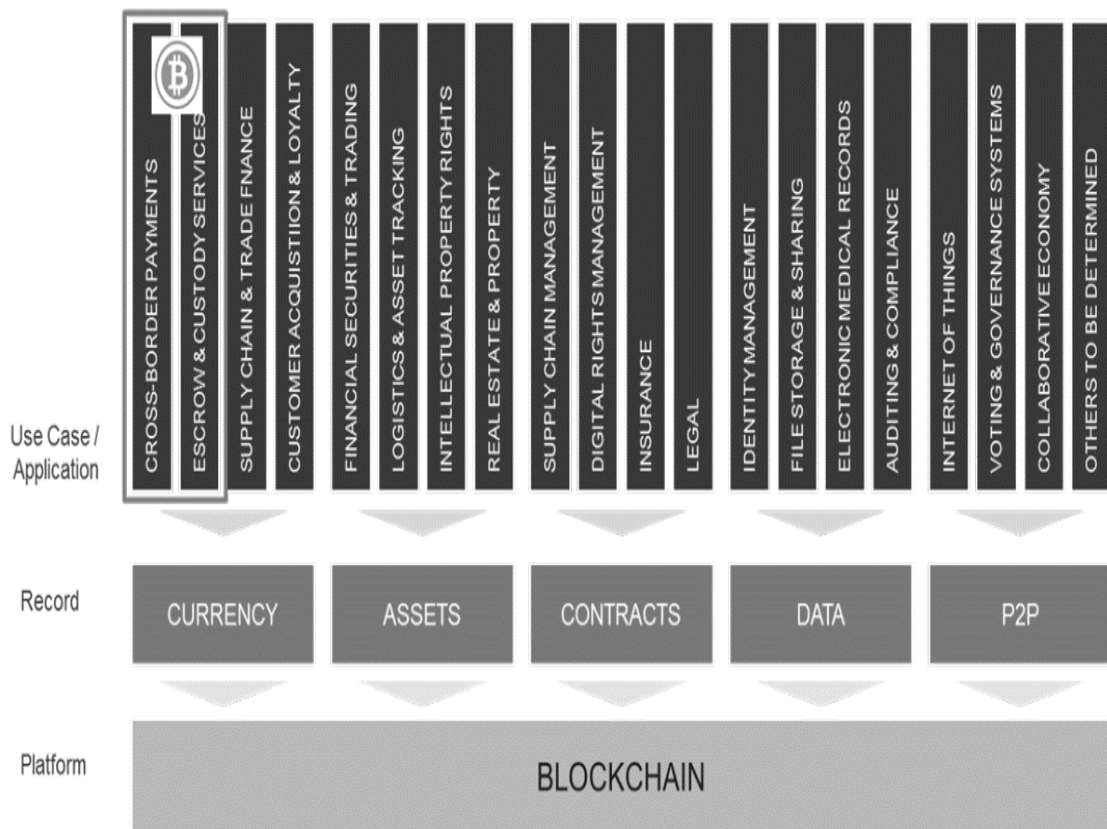 CROSS-BORDER PAYMENTS
ESCROW & CUSTODY SERVICES
SUPPLY CHAIN & TRADE FNANCE
CUSTOMER ACQUISTION & LOYALTY
FINANCIAL SECURITIES & TRADING
LOGISTICS & ASSET TRACKING
INTELLECTUAL PROPERTY RIGHTS
REAL ESTATE & PROPERTY
SUPPLY CHAIN MANAGEMENT
DIGITAL RIGHTS MANAGEMENT
INSURANCE
LEGAL
IDENTITY MANAGEMENT
FILE STORAGE & SHARING
ELECTRONIC MEDICAL RECORDS
AUDITING & COMPLIANCE
INTERNET OF THINGS
VOTING & GOVERNANCE SYSTEMS
COLLABORATIVE ECONOMY
OTHERS TO BE DETERMINED
Use Case /
Application
Record
CURRENCY
ASSETS
CONTRACTS
DATA
P2P
Platform
BLOCKCHAIN